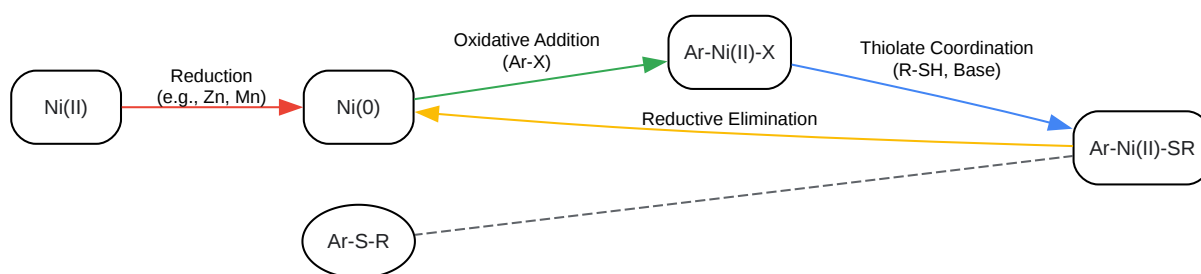 Ni(II)
Reduction
(e.g., Zn, Mn)
Ni(0)
Oxidative Addition
(Ar-X)
Ar-Ni(II)-X
Thiolate Coordination
(R-SH, Base)
Reductive Elimination
Ar-Ni(II)-SR
Ar-S-R